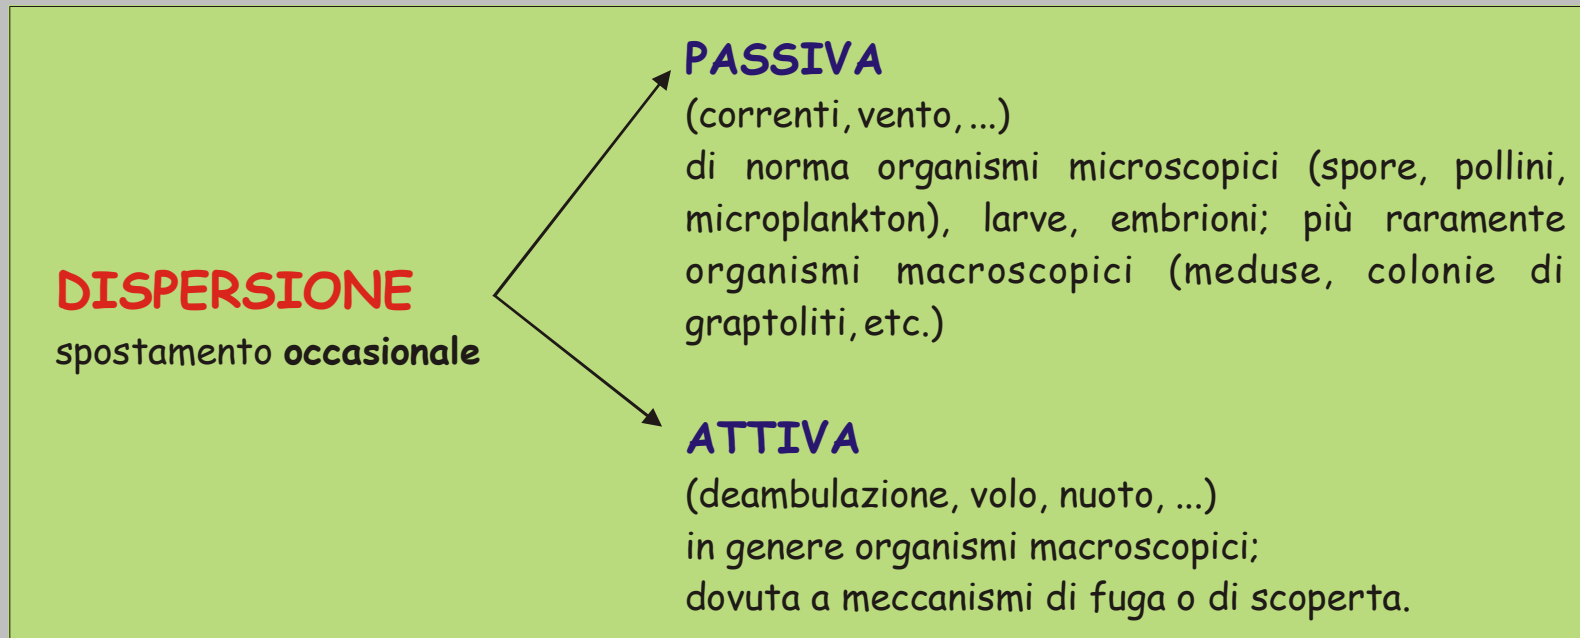 DISPERSIONE
spostamento occasionale
PASSIVA
(correnti, vento, ...)
di norma organismi microscopici (spore, pollini,
microplankton), larve, embrioni; più raramente
organismi macroscopici (meduse, colonie di
graptoliti, etc.)
ATTIVA
(deambulazione, volo, nuoto, ...)
in genere organismi macroscopici;
dovuta a meccanismi di fuga o di scoperta.